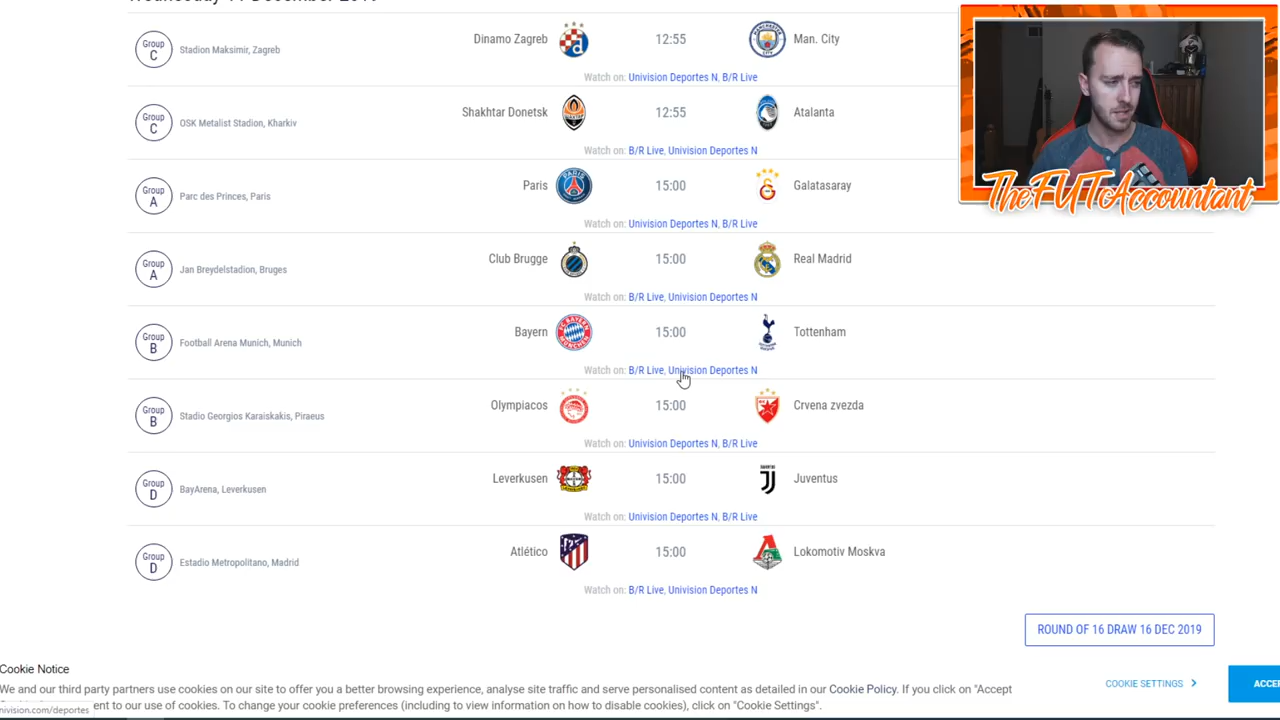 Group
C
Stadion Maksimir, Zagreb
Dinamo Zagreb
12:55
Man. City
Watch on: Univision Deportes N, B/R Live
Group
C
OSK Metalist Stadion, Kharkiv
Shakhtar Donetsk
12:55
Atalanta
Watch on: B/R Live, Univision Deportes N
Group
A
Parc des Princes, Paris
Paris
15:00
Galatasaray
Watch on: Univision Deportes N, B/R Live
Group
A
Jan Breydelstadion, Bruges
Club Brugge
15:00
Real Madrid
Watch on: B/R Live, Univision Deportes N
Group
B
Football Arena Munich, Munich
Bayern
15:00
Tottenham
Watch on: B/R Live, Univision Deportes N
Group
B
Stadio Georgios Karaiskakis, Piraeus
Olympiacos
15:00
Crvena zvezda
Watch on: Univision Deportes N, B/R Live
Group
D
BayArena, Leverkusen
Leverkusen
15:00
Juventus
Watch on: Univision Deportes N, B/R Live
Group
D
Estadio Metropolitano, Madrid
Atlético
15:00
Lokomotiv Moskva
Watch on: B/R Live, Univision Deportes N
TheFUTAccountant
ROUND OF 16 DRAW 16 DEC 2019
Cookie Notice
We and our third party partners use cookies on our site to offer you a better browsing experience, analyse site traffic and serve personalised content as detailed in our Cookie Policy. If you click on "Accept
ent to our use of cookies. To change your cookie preferences (including to view information on how to disable cookies), click on "Cookie Settings".
COOKIE SETTINGS
ACCE
nivision.com/deportes